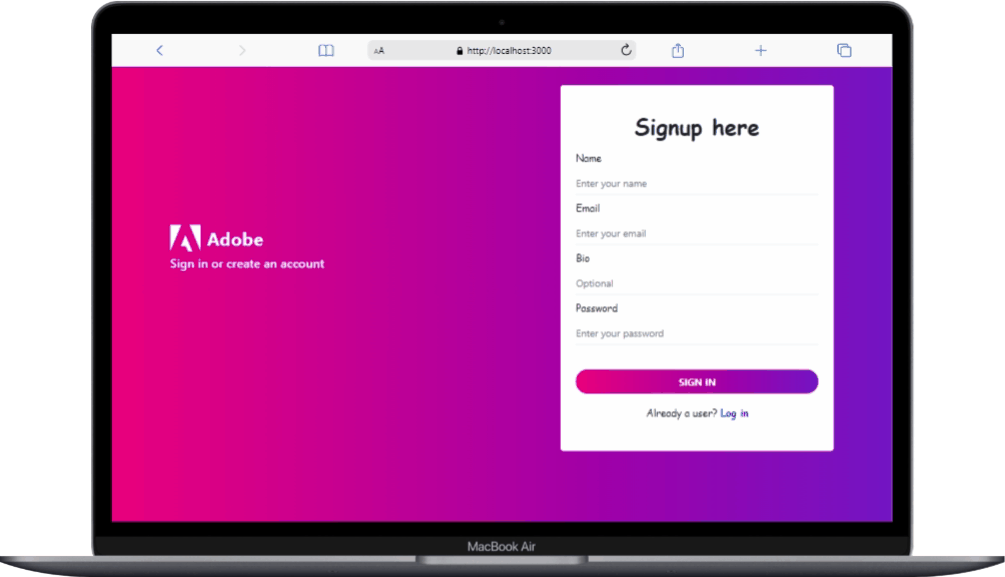 AA http://localhost:3000
Adobe
Sign in or create an account
Signup here
Name
Enter your name
Email
Enter your email
Bio
Optional
Password
Enter your password
SIGN IN
Already a user? Log in
MacBook Air